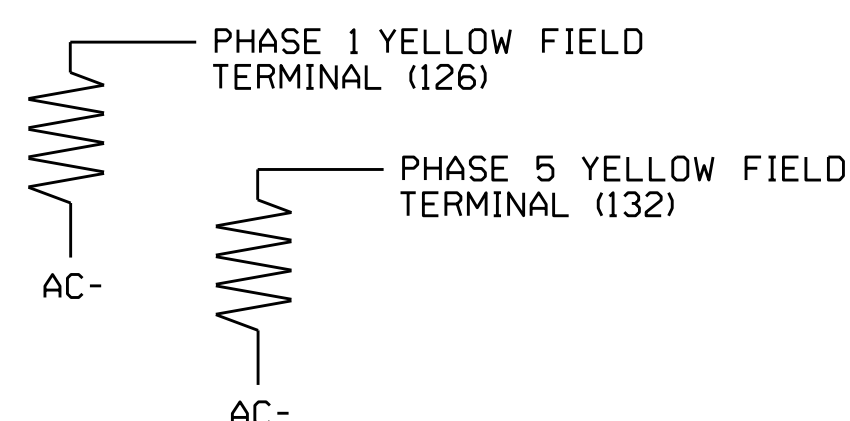 PHASE 1 YELLOW FIELD
TERMINAL (126)
PHASE 5 YELLOW FIELD
TERMINAL (132)
AC-
AC-